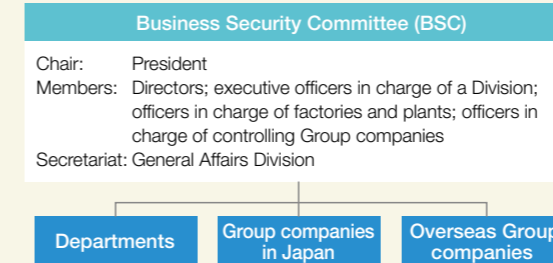 Business Security Committee (BSC)
Chair: President
Members: Directors; executive officers in charge of a Division;
officers in charge of factories and plants; officers in
charge of controlling Group companies
Secretariat: General Affairs Division
Departments
Group companies
in Japan
Overseas Group
companies